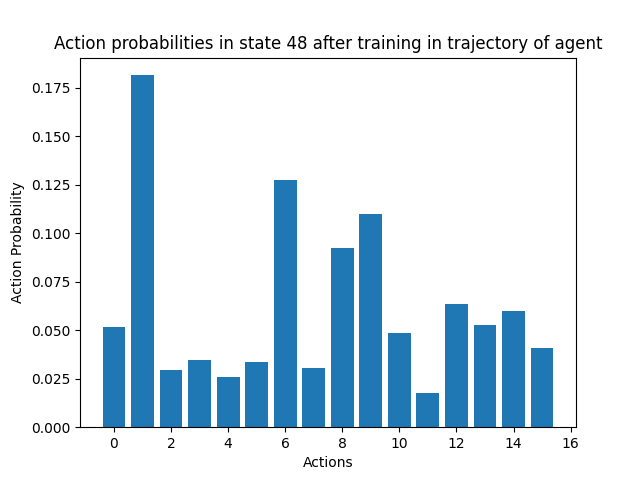 Action probabilities in state 48 after training in trajectory of agent
0.175
0.150
0.125
0.100
0.075
0.050
0.025
0.000
Action Probability
0 2 4 6 8 10 12 14 16
Actions